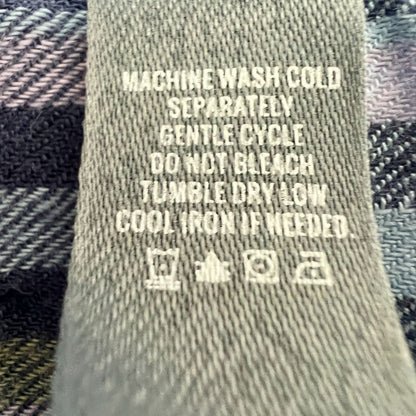 MACHINE WASH COLD
SEPARATELY
GENTLE CYCLE
DO NOT BLEACH
TUMBLE DRY LOW
COOL IRON IF NEEDED.